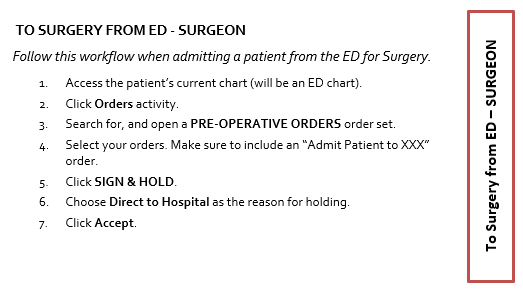 TO SURGERY FROM ED - SURGEON
Follow this workflow when admitting a patient from the ED for Surgery.
1. Access the patient's current chart (will be an ED chart).
2. Click Orders activity.
3. Search for, and open a PRE-OPERATIVE ORDERS order set.
4. Select your orders. Make sure to include an “Admit Patient to XXX”
order.
5. Click SIGN & HOLD.
6. Choose Direct to Hospital as the reason for holding.
7. Click Accept.
To Surgery from ED – SURGEON